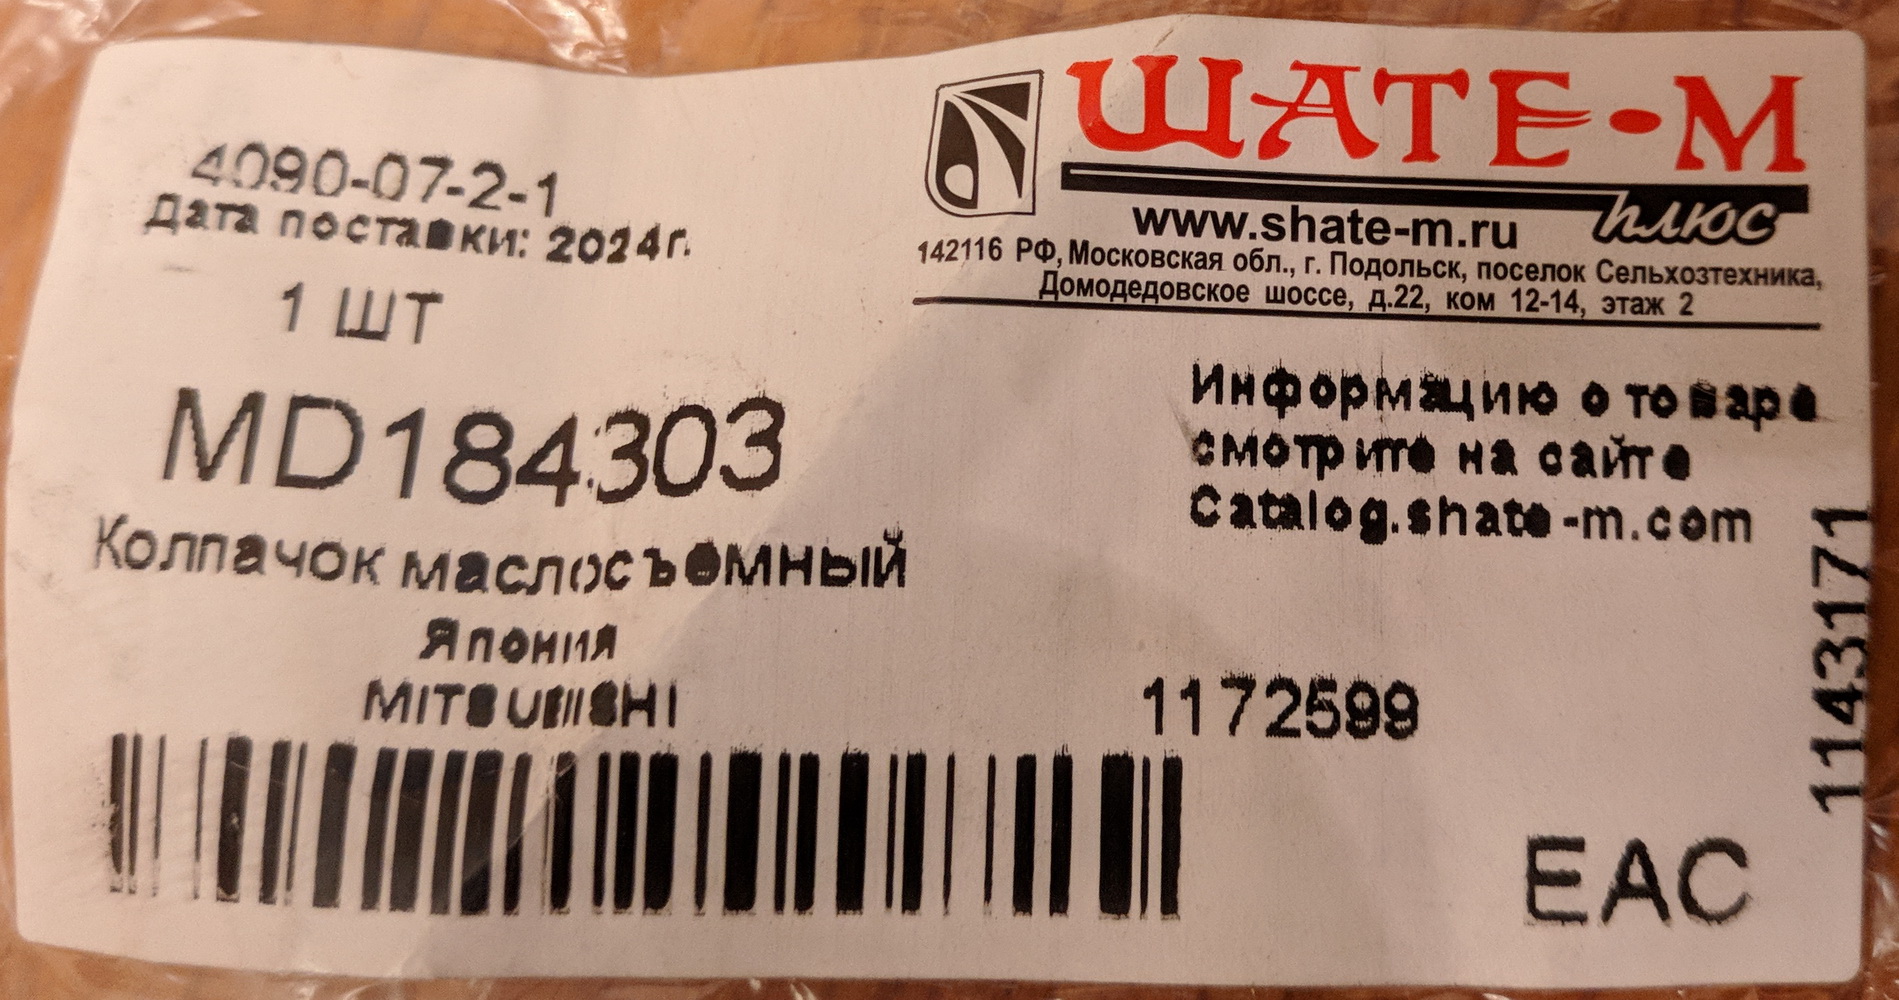 4090-07-2-1
Дата поставки: 2024г.
1 ШТ
MD184303
Колпачок маслосъемный
Япония
MITSUBISHI
ШАТЕ-М
плюс
www.shate-m.ru
142116 РФ, Московская обл., г. Подольск, поселок Сельхозтехника,
Домодедовское шоссе, д.22, ком 12-14, этаж 2
Информацию о товаре
смотрите на сайте
Catalog.shate-m.com
1172599
1143171
EAC